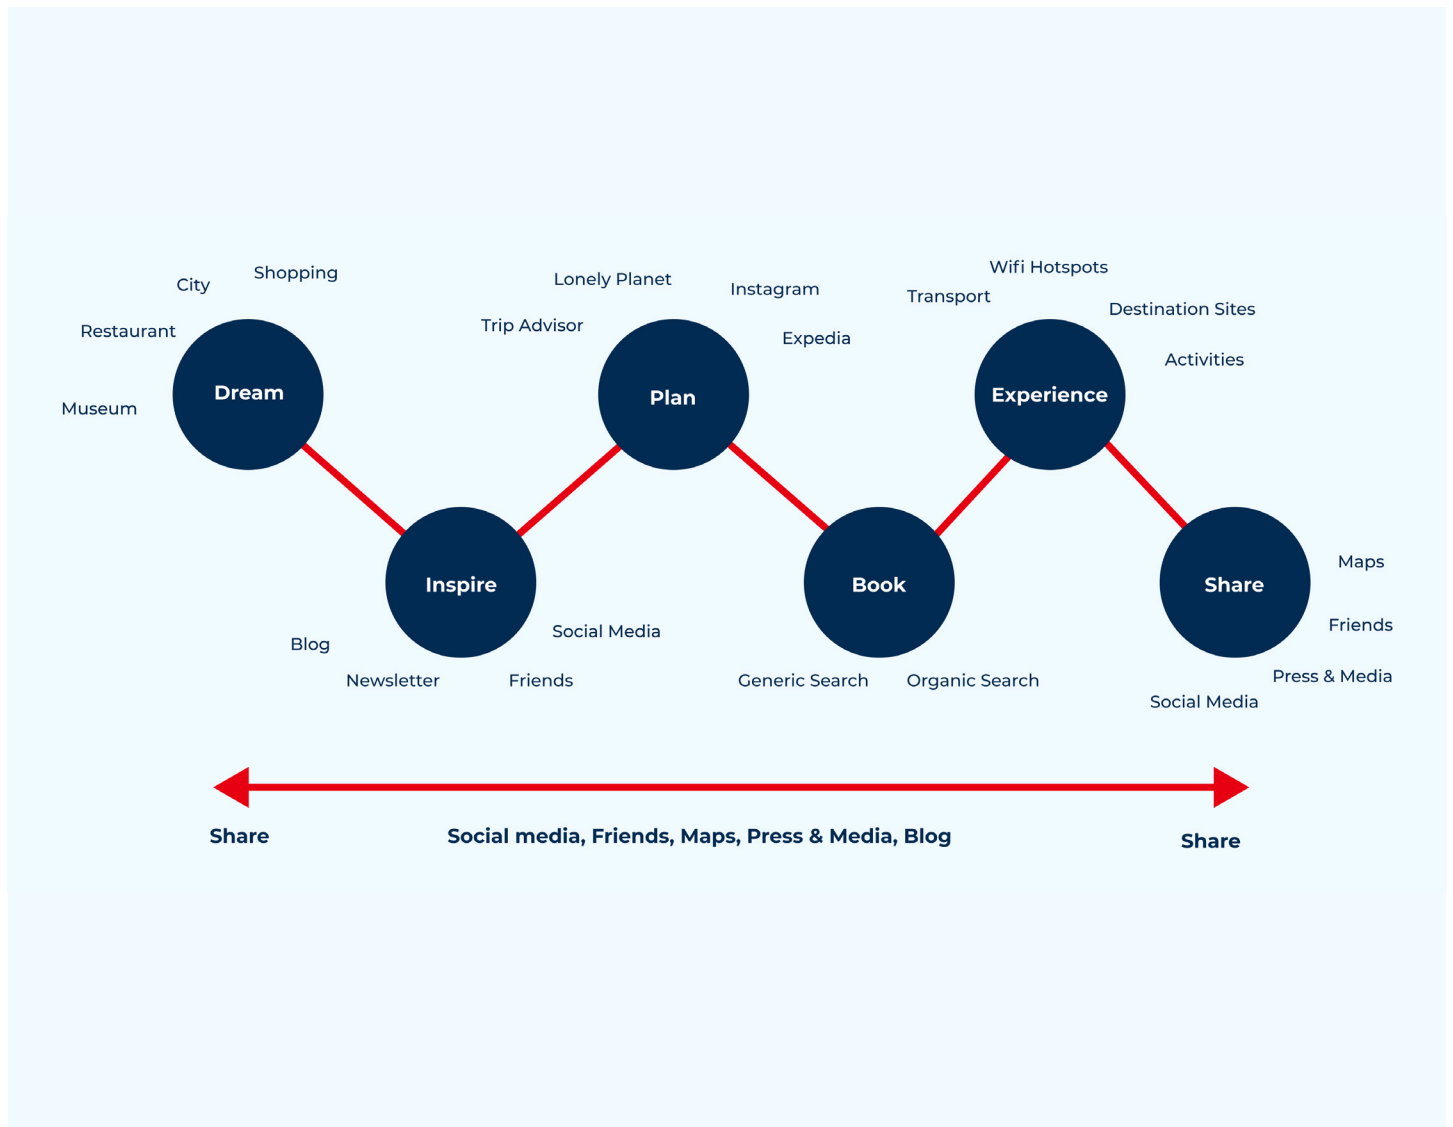 Shopping
City
Restaurant
Museum
Dream
Inspire
Blog
Newsletter
Friends
Social Media
Lonely Planet
Trip Advisor
Instagram
Expedia
Plan
Book
Generic Search
Organic Search
Wifi Hotspots
Transport
Destination Sites
Activities
Experience
Share
Maps
Friends
Press & Media
Social Media
Share
Social media, Friends, Maps, Press & Media, Blog
Share